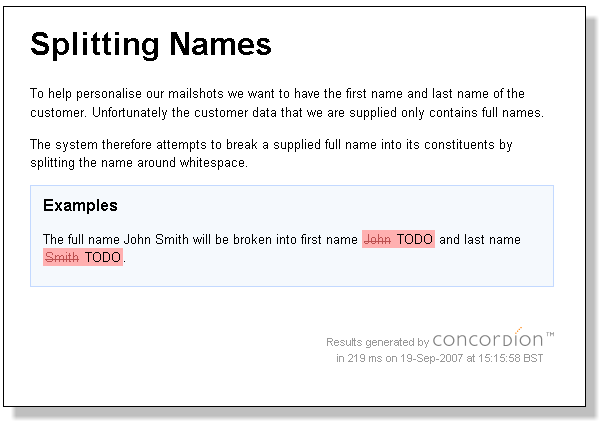 Splitting Names
To help personalise our mailshots we want to have the first name and last name of the
customer. Unfortunately the customer data that we are supplied only contains full names.
The system therefore attempts to break a supplied full name into its constituents by
splitting the name around whitespace.
Examples
The full name John Smith will be broken into first name John TODO and last name
Smith TODO.
Results generated by concordion™
in 219 ms on 19-Sep-2007 at 15:15:58 BST